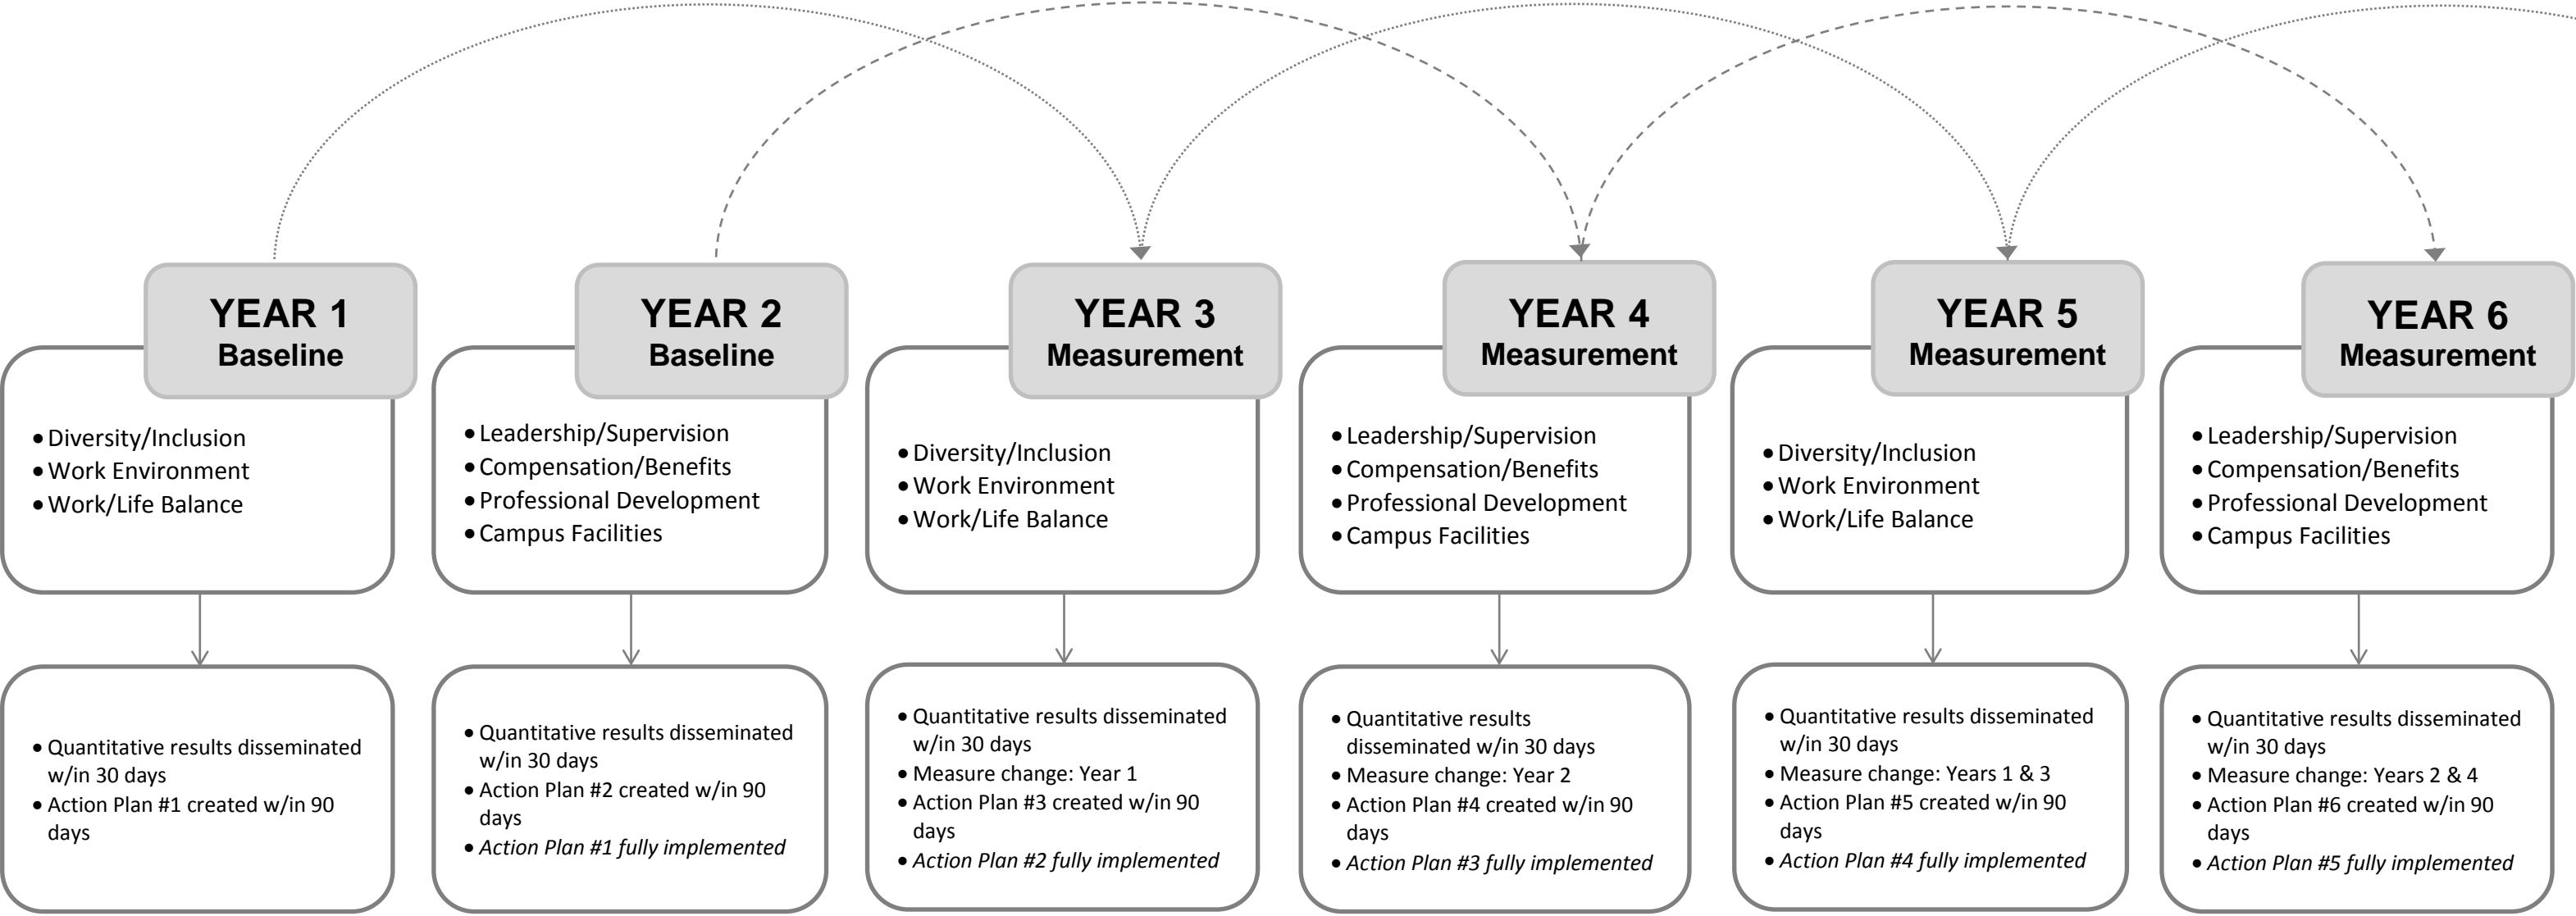 YEAR 1
Baseline
• Diversity/Inclusion
• Work Environment
• Work/Life Balance
• Quantitative results disseminated
w/in 30 days
• Action Plan #1 created w/in 90
days
YEAR 2
Baseline
• Leadership/Supervision
• Compensation/Benefits
• Professional Development
• Campus Facilities
• Quantitative results disseminated
w/in 30 days
• Action Plan #2 created w/in 90
days
• Action Plan #1 fully implemented
YEAR 3
Measurement
• Diversity/Inclusion
• Work Environment
• Work/Life Balance
• Quantitative results disseminated
w/in 30 days
• Measure change: Year 1
• Action Plan #3 created w/in 90
days
• Action Plan #2 fully implemented
YEAR 4
Measurement
• Leadership/Supervision
• Compensation/Benefits
• Professional Development
• Campus Facilities
• Quantitative results
disseminated w/in 30 days
• Measure change: Year 2
• Action Plan #4 created w/in 90
days
• Action Plan #3 fully implemented
YEAR 5
Measurement
• Diversity/Inclusion
• Work Environment
• Work/Life Balance
• Quantitative results disseminated
w/in 30 days
• Measure change: Years 1 & 3
• Action Plan #5 created w/in 90
days
• Action Plan #4 fully implemented
YEAR 6
Measurement
• Leadership/Supervision
• Compensation/Benefits
• Professional Development
• Campus Facilities
• Quantitative results disseminated
w/in 30 days
• Measure change: Years 2 & 4
• Action Plan #6 created w/in 90
days
• Action Plan #5 fully implemented